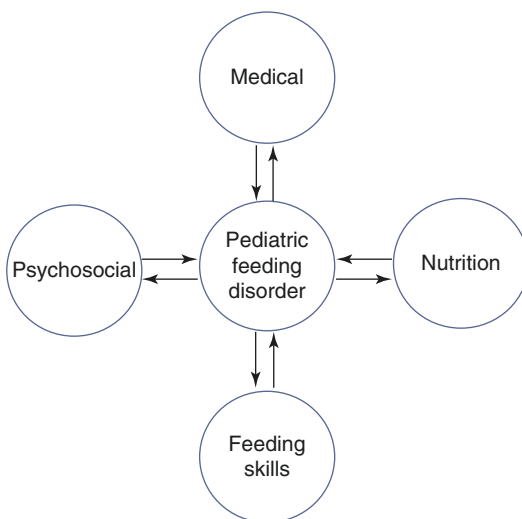 Medical
Psychosocial
Pediatric
feeding
disorder
Nutrition
Feeding
skills